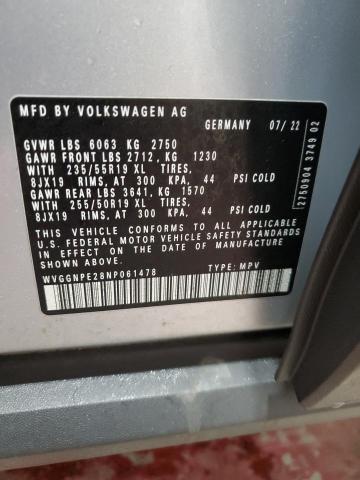 MFD BY VOLKSWAGEN AG
GERMANY 07/22
GVWR LBS 6063 KG 2750
GAWR FRONT LBS 2712, KG 1230
WITH 235/55R19 XL TIRES,
8JX19 RIMS, AT 300 KPA, 44 PSI COLD
GAWR REAR LBS 3641, KG 1570
WITH 255/50R19 XL TIRES,
8JX19 RIMS, AT 300 KPA, 44 PSI COLD
THIS VEHICLE CONFORMS TO ALL APPLICABLE
U.S. FEDERAL MOTOR VEHICLE SAFETY STANDARDS
IN EFFECT ON THE DATE OF MANUFACTURE
SHOWN ABOVE.
WVGGNPE28NP061478 TYPE: MPV
2750904 3749 02